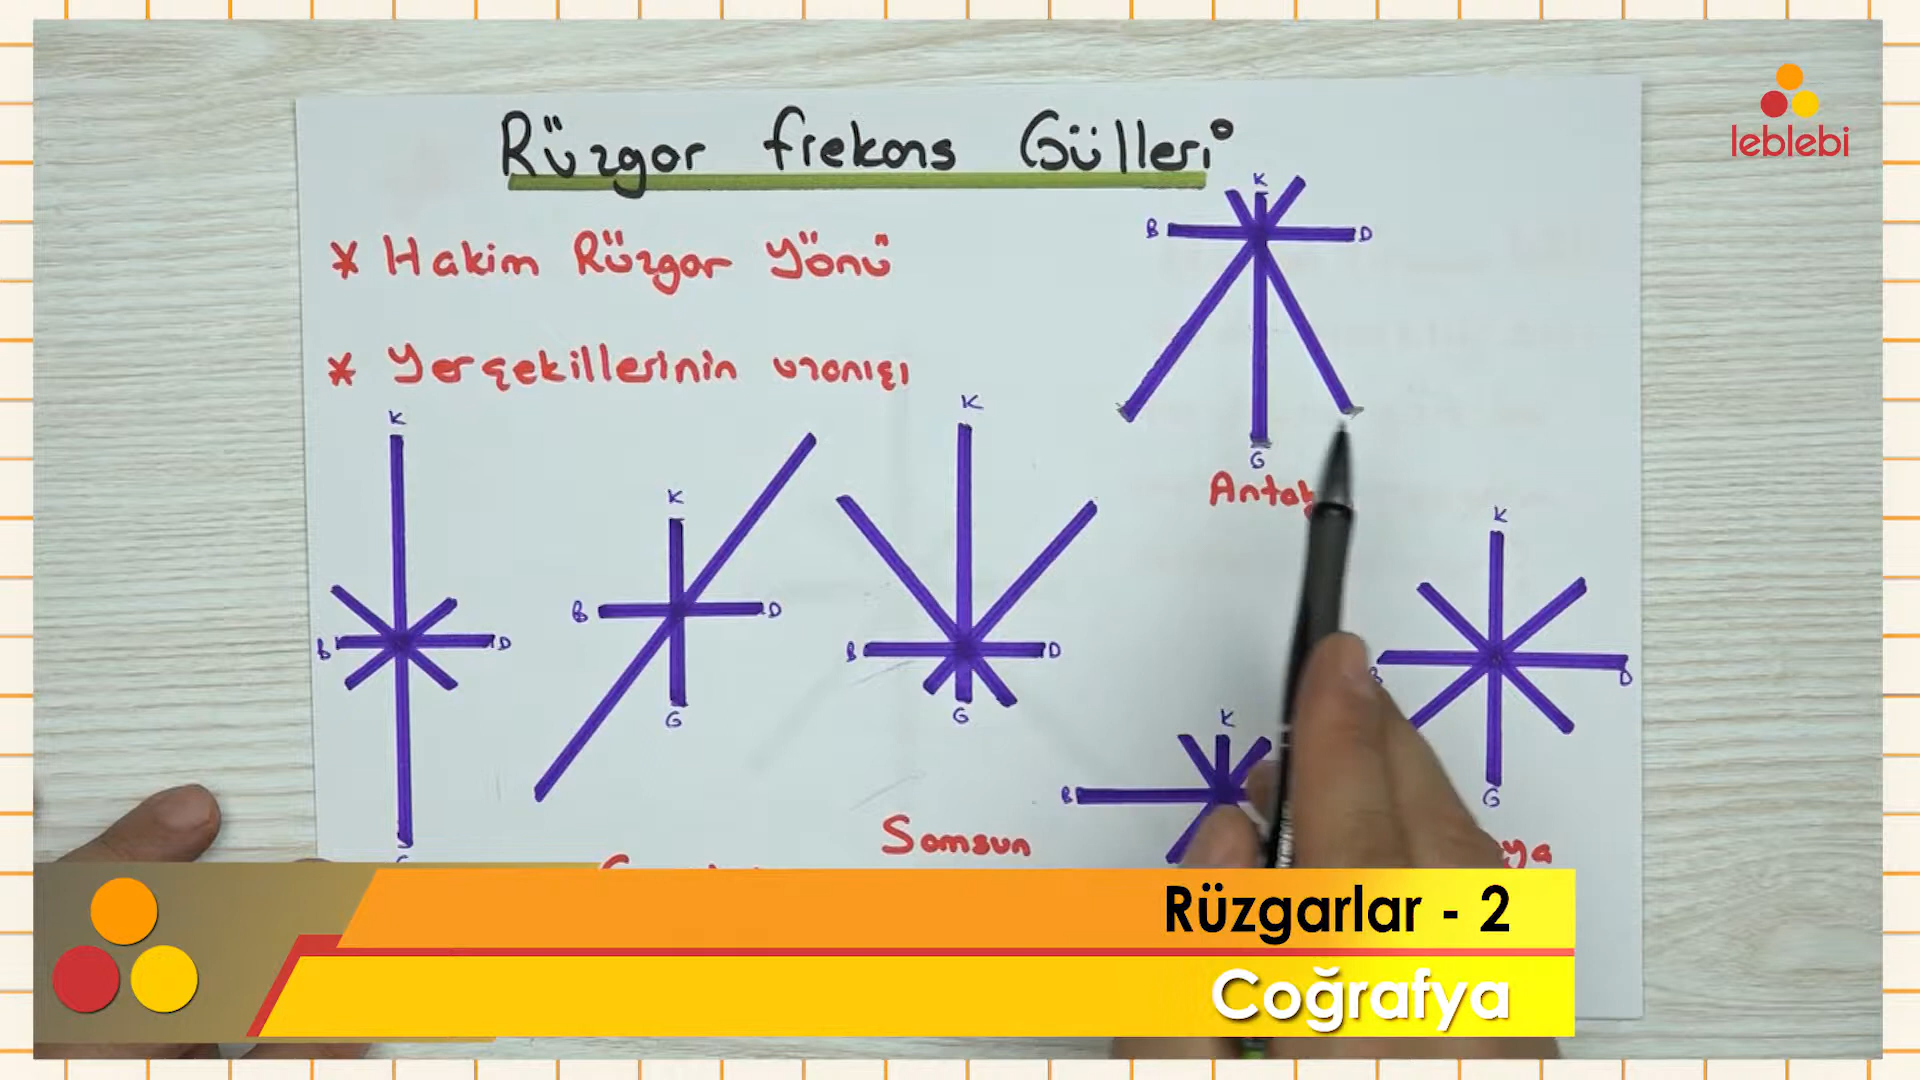 leblebi
Rüzgar frekans Gülleri
* Hakim Rüzgar Yönü
* Yerşekillerinin uzanışı
K
B D
G
K
K
K
G
K
B D
B D
B D
G
G
K
B
K
D
G
Samsun
Rüzgarlar - 2
Coğrafya